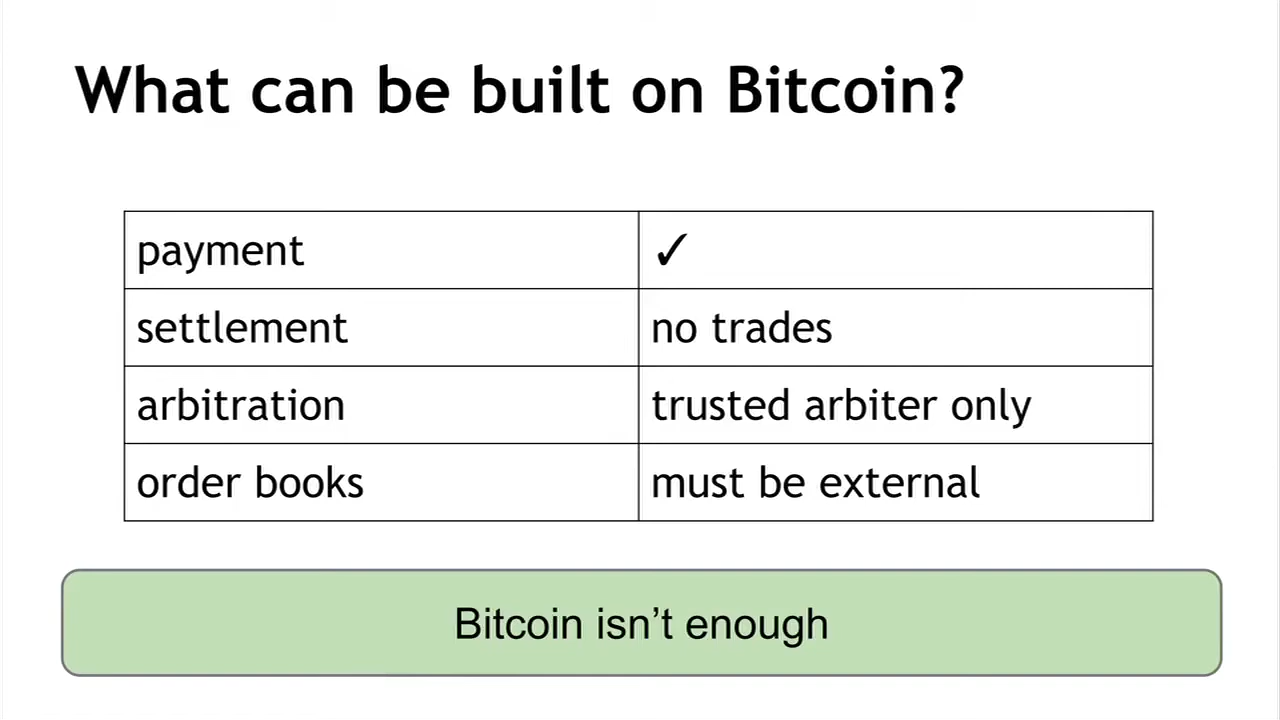 What can be built on Bitcoin?
payment ✓
settlement no trades
arbitration trusted arbiter only
order books must be external
Bitcoin isn’t enough